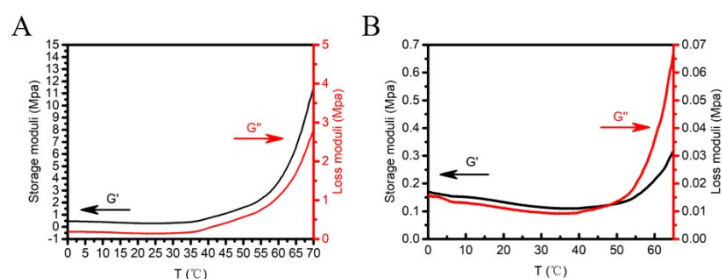 A
Storage moduli (Mpa)
15
14
13
12
11
10
9
8
7
6
5
4
3
2
1
0
-1
G'
G"
5
4
3
2
1
0
Loss moduli (Mpa)
0 5 10 15 20 25 30 35 40 45 50 55 60 65 70
T (℃)
B
Storage moduli (Mpa)
0.7
0.6
0.5
0.4
0.3
0.2
0.1
0.0
G'
G"
0.07
0.06
0.05
0.04
0.03
0.02
0.01
0.00
Loss moduli (Mpa)
0 10 20 30 40 50 60
T (℃)